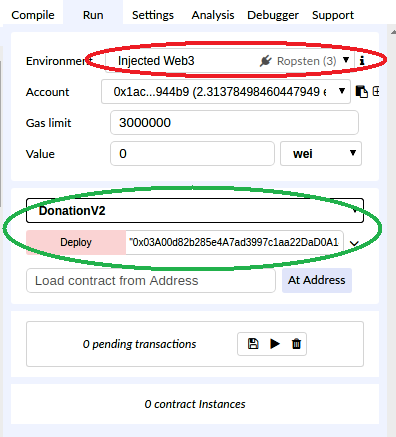 Compile Run Settings Analysis Debugger Support
Environment Injected Web3 Ropsten (3)
Account 0x1ac...944b9 (2.31378498460447949 e
Gas limit 3000000
Value 0 wei
DonationV2
Deploy "0x03A00d82b285e4A7ad3997c1aa22DaD0A1
Load contract from Address At Address
0 pending transactions
0 contract Instances